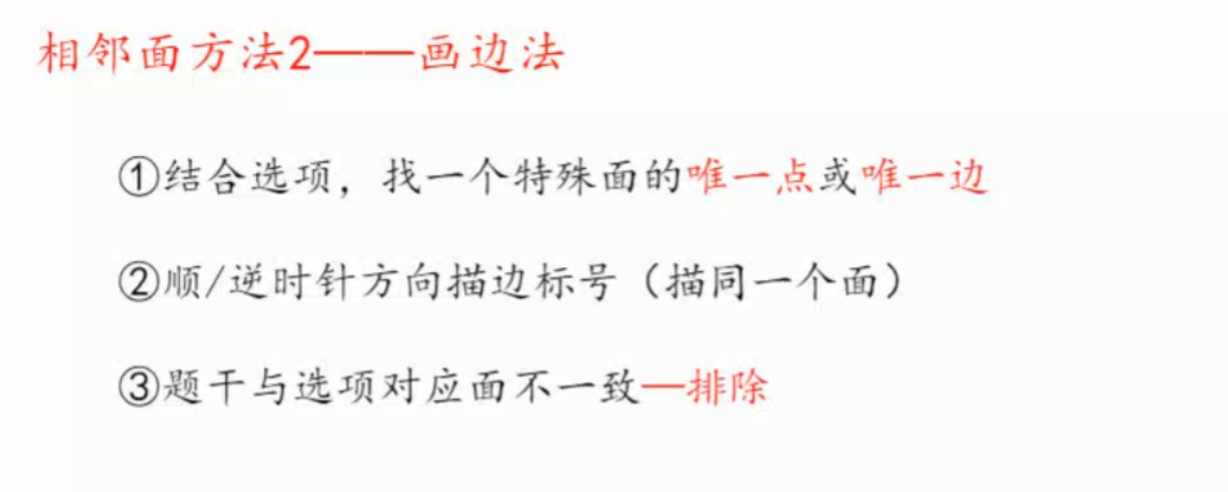 相邻面方法2——画边法
①结合选项，找一个特殊面的唯一点或唯一边
②顺/逆时针方向描边标号（描同一个面）
③题干与选项对应面不一致—排除